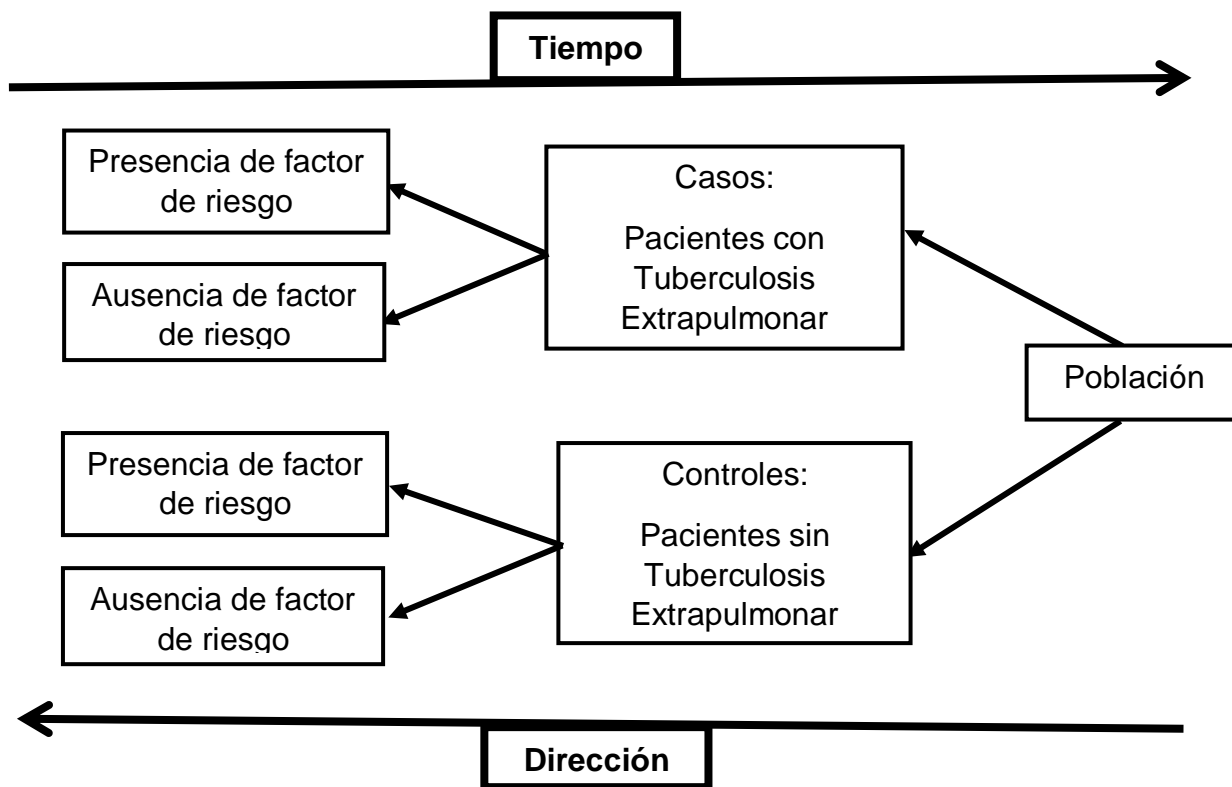 Tiempo
Presencia de factor
de riesgo
Ausencia de factor
de riesgo
Casos:
Pacientes con
Tuberculosis
Extrapulmonar
Población
Presencia de factor
de riesgo
Ausencia de factor
de riesgo
Controles:
Pacientes sin
Tuberculosis
Extrapulmonar
Dirección